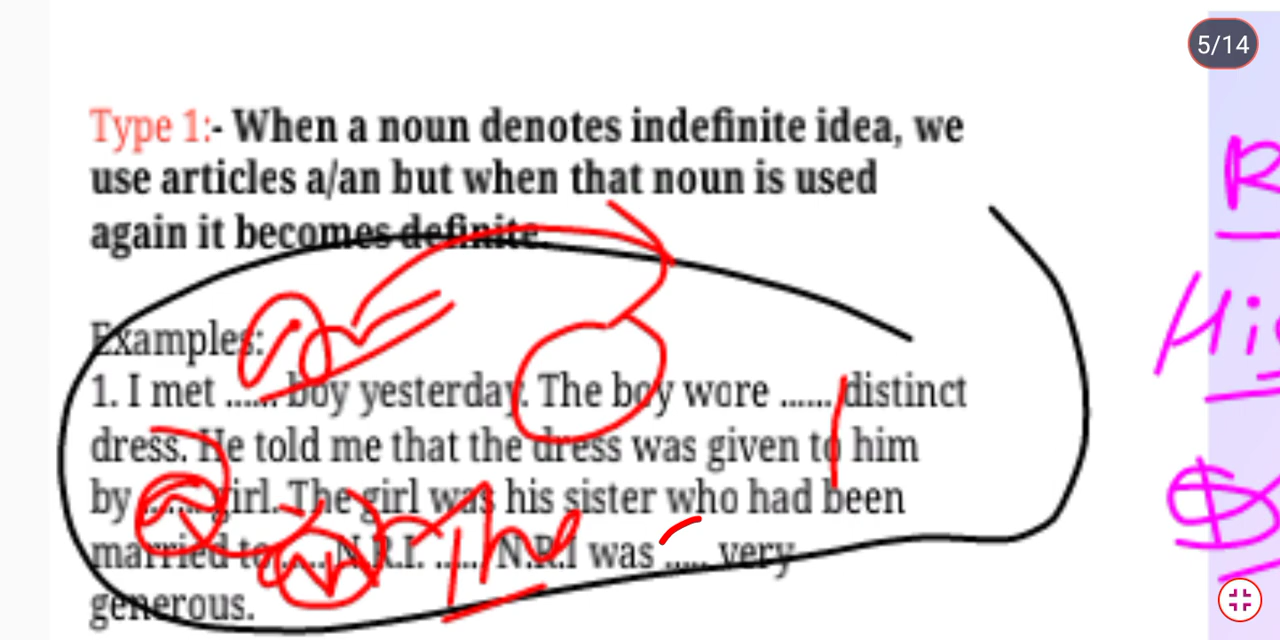 5/14
Type 1:- When a noun denotes indefinite idea, we
use articles a/an but when that noun is used
again it becomes definite.
Examples:
a
1. I met ...... boy yesterday. The boy wore ...... distinct
dress. He told me that the dress was given to him
by ...... girl. The girl was his sister who had been
married to ..... N.R.I. ...... N.R.I was ..... very
an The
generous.